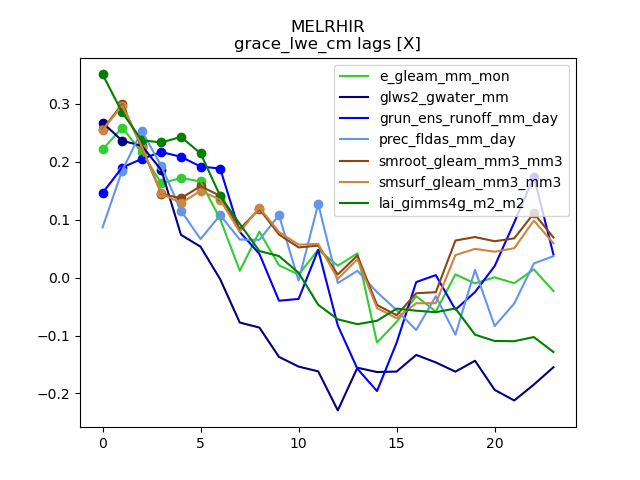 MELRHIR
grace_lwe_cm lags [X]
e_gleam_mm_mon
glws2_gwater_mm
grun_ens_runoff_mm_day
prec_fldas_mm_day
smroot_gleam_mm3_mm3
smsurf_gleam_mm3_mm3
lai_gimms4g_m2_m2
0.3
0.2
0.1
0.0
−0.1
−0.2
0 5 10 15 20